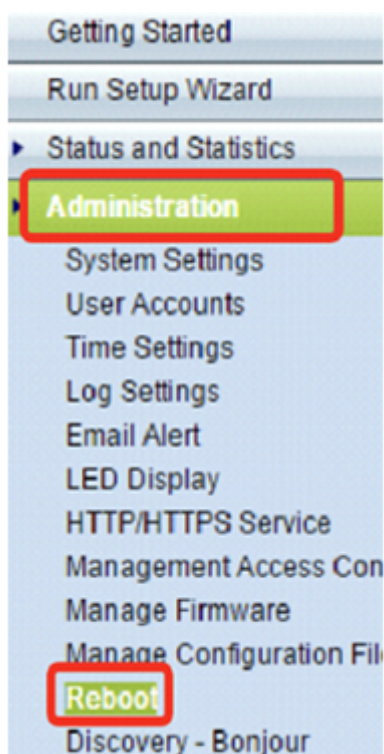 Getting Started
Run Setup Wizard
Status and Statistics
Administration
System Settings
User Accounts
Time Settings
Log Settings
Email Alert
LED Display
HTTP/HTTPS Service
Management Access Con
Manage Firmware
Manage Configuration Fil
Reboot
Discovery - Bonjour